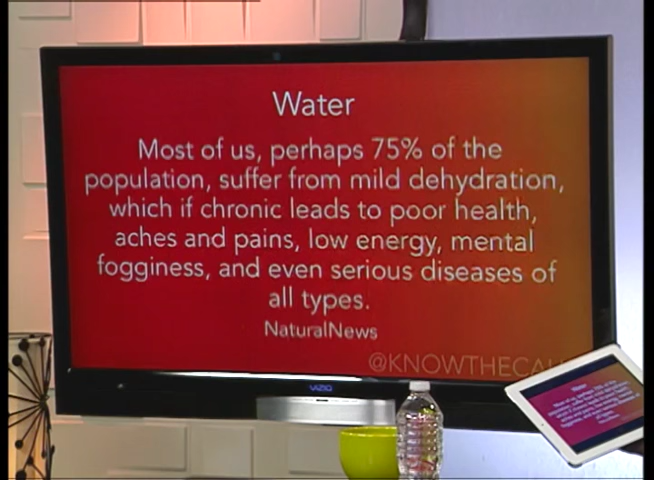 Water
Most of us, perhaps 75% of the
population, suffer from mild dehydration,
which if chronic leads to poor health,
aches and pains, low energy, mental
fogginess, and even serious diseases of
all types.
NaturalNews
VIZIO
Water